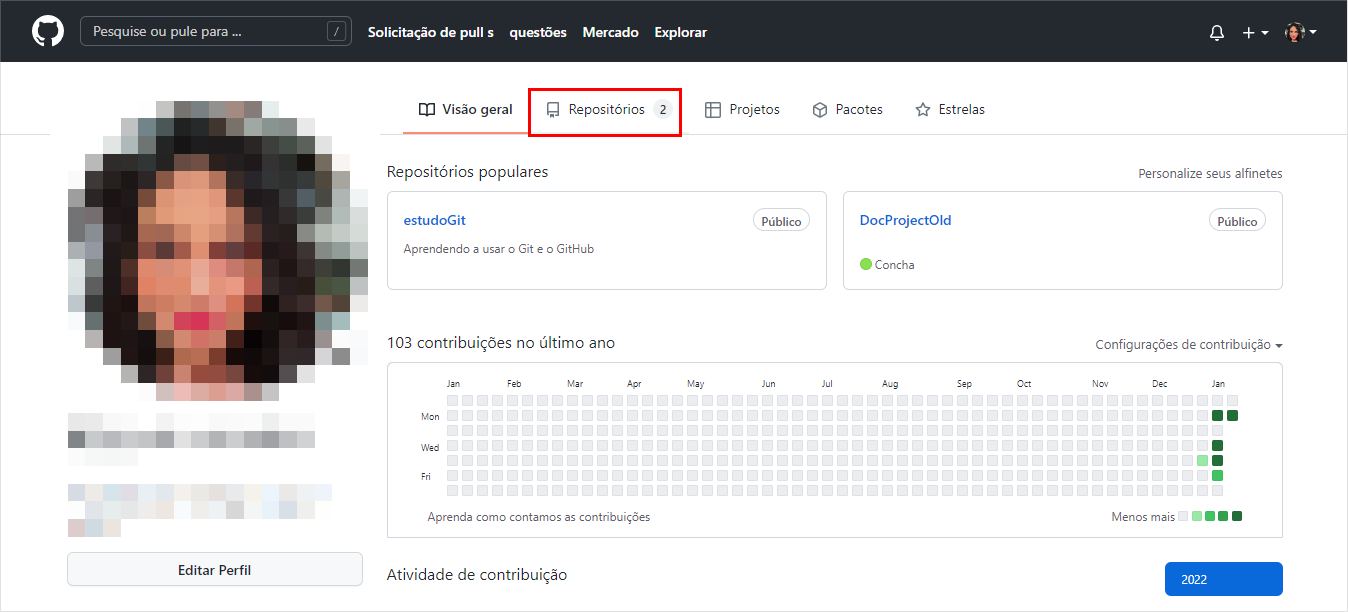 Pesquise ou pule para ... /
Solicitação de pull s questões Mercado Explorar
Visão geral Repositórios 2 Projetos Pacotes Estrelas
Repositórios populares Personalize seus alfinetes
estudoGit Público
Aprendendo a usar o Git e o GitHub
DocProjectOld Público
Concha
103 contribuições no último ano Configurações de contribuição
Jan Feb Mar Apr May Jun Jul Aug Sep Oct Nov Dec Jan
Mon
Wed
Fri
Aprenda como contamos as contribuições Menos mais
Editar Perfil
Atividade de contribuição 2022